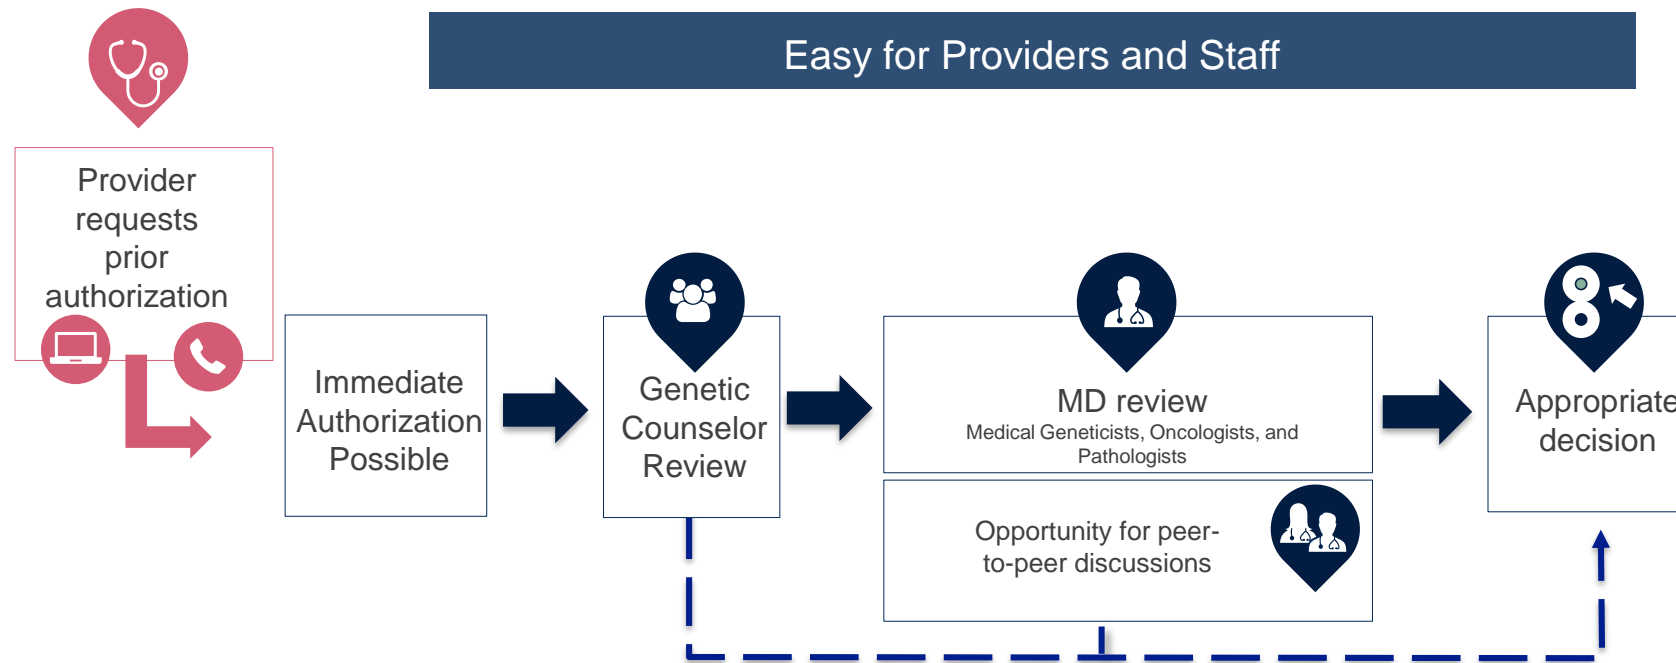 Easy for Providers and Staff
Provider
requests
prior
authorization
Immediate
Authorization
Possible
Genetic
Counselor
Review
MD review
Medical Geneticists, Oncologists, and
Pathologists
Opportunity for peer-
to-peer discussions
Appropriate
decision